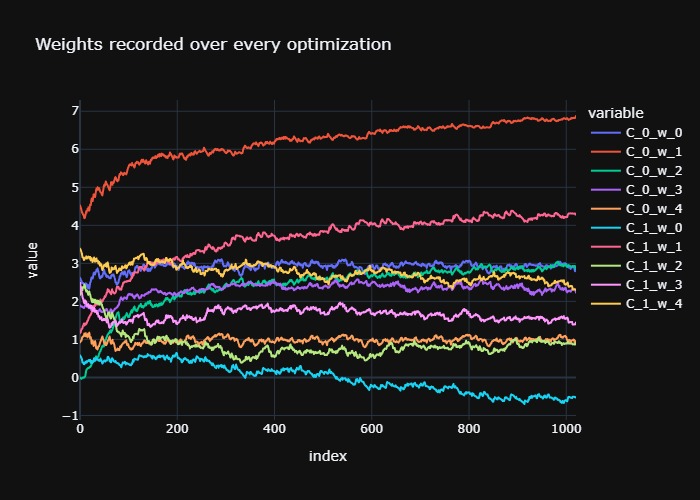 Weights recorded over every optimization
variable
C_0_w_0
C_0_w_1
C_0_w_2
C_0_w_3
C_0_w_4
C_1_w_0
C_1_w_1
C_1_w_2
C_1_w_3
C_1_w_4
value
7
6
5
4
3
2
1
0
−1
0 200 400 600 800 1000
index